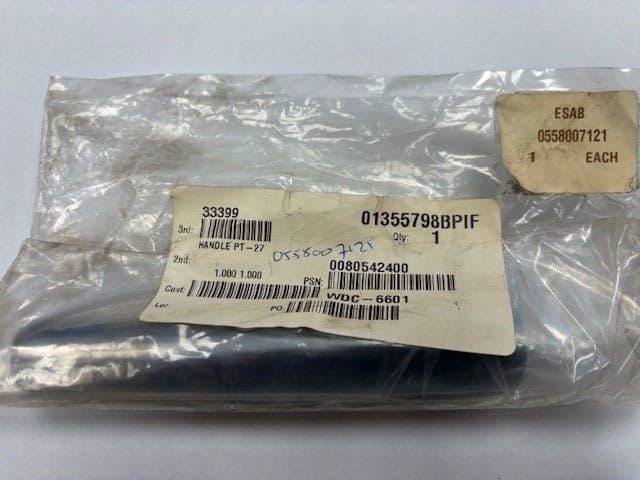 ESAB
0558007121
1 EACH
33399
3rd:
HANDLE PT-27
01355798BPIF
Qty: 1
0558007121
2nd:
1.000 1.000
PSN: 0080542400
Cust:
WDC-6601
Lot:
PO: